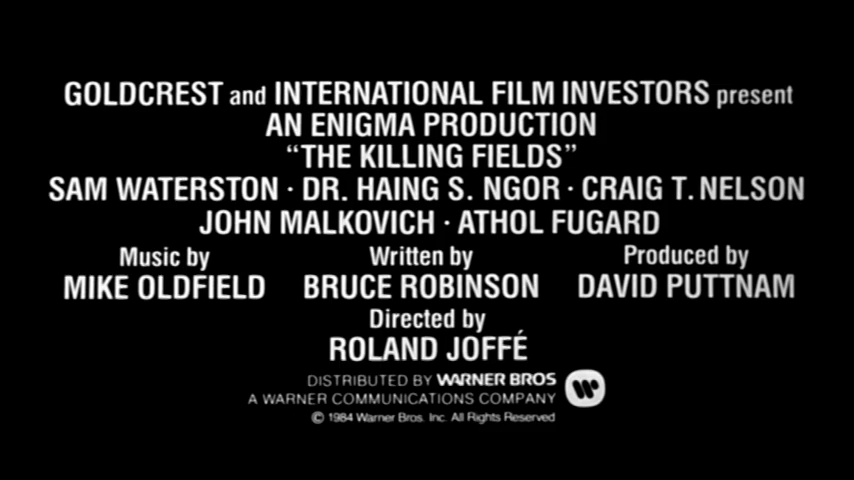 GOLDCREST and INTERNATIONAL FILM INVESTORS present
AN ENIGMA PRODUCTION
“THE KILLING FIELDS”
SAM WATERSTON · DR. HAING S. NGOR · CRAIG T. NELSON
JOHN MALKOVICH · ATHOL FUGARD
Music by Written by Produced by
MIKE OLDFIELD BRUCE ROBINSON DAVID PUTTNAM
Directed by
ROLAND JOFFÉ
DISTRIBUTED BY WARNER BROS
A WARNER COMMUNICATIONS COMPANY
© 1984 Warner Bros. Inc. All Rights Reserved